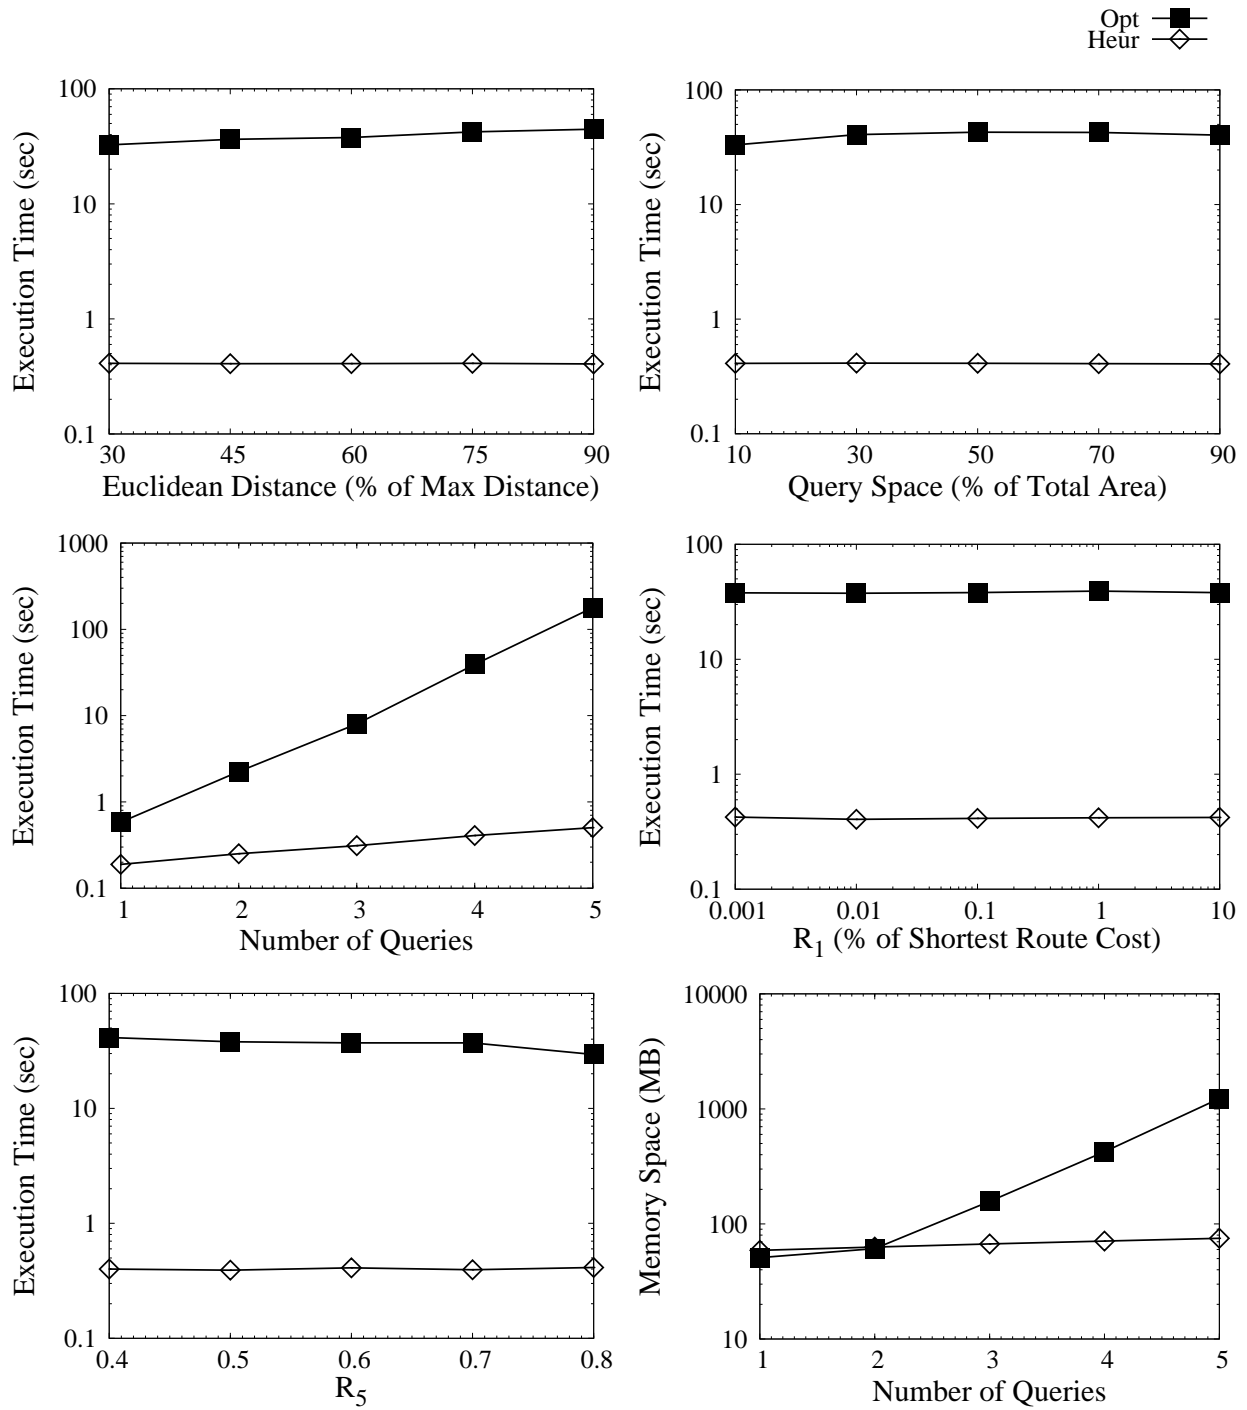 Opt
Heur
100
10
1
0.1
30 45 60 75 90
Execution Time (sec)
Euclidean Distance (% of Max Distance)
100
10
1
0.1
10 30 50 70 90
Execution Time (sec)
Query Space (% of Total Area)
1000
100
10
1
0.1
1 2 3 4 5
Execution Time (sec)
Number of Queries
100
10
1
0.1
0.001 0.01 0.1 1 10
Execution Time (sec)
R1 (% of Shortest Route Cost)
100
10
1
0.1
0.4 0.5 0.6 0.7 0.8
Execution Time (sec)
R5
10000
1000
100
10
1 2 3 4 5
Memory Space (MB)
Number of Queries